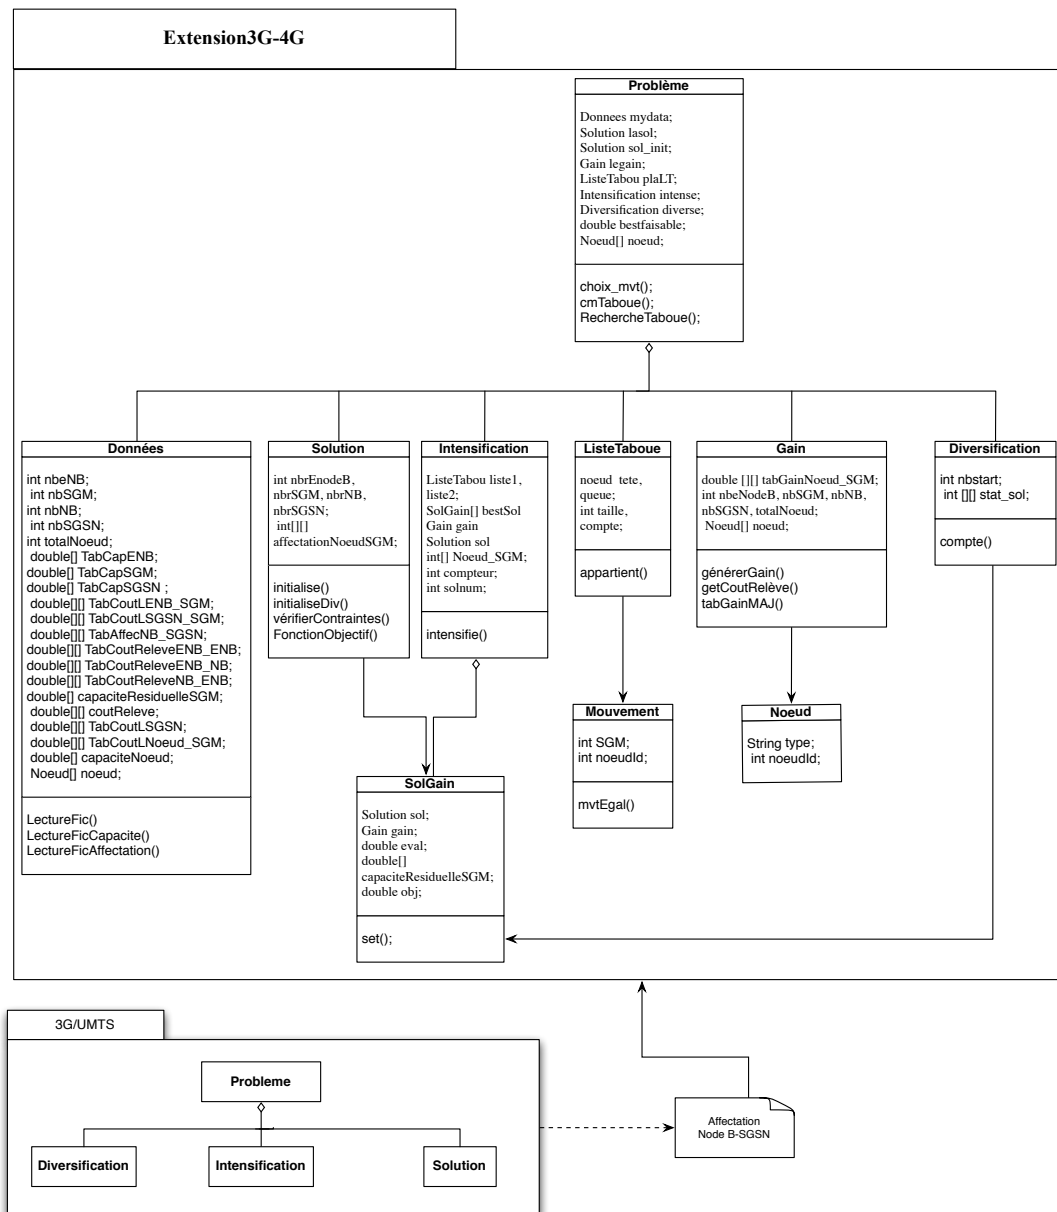 Extension3G-4G
Problème
Donnees mydata;
Solution lasol;
Solution sol_init;
Gain legain;
ListeTabou plaLT;
Intensification intense;
Diversification diverse;
double bestfaisable;
Noeud[] noeud;
choix_mvt();
cmTaboue();
RechercheTaboue();
Données
int nbeNB;
int nbSGM;
int nbNB;
int nbSGSN;
int totalNoeud;
double[] TabCapENB;
double[] TabCapSGM;
double[] TabCapSGSN ;
double[][] TabCoutLENB_SGM;
double[][] TabCoutLSGSN_SGM;
double[][] TabAffecNB_SGSN;
double[][] TabCoutReleveENB_ENB;
double[][] TabCoutReleveENB_NB;
double[][] TabCoutReleveNB_ENB;
double[] capaciteResiduelleSGM;
double[][] coutReleve;
double[][] TabCoutLSGSN;
double[][] TabCoutLNoeud_SGM;
double[] capaciteNoeud;
Noeud[] noeud;
LectureFic()
LectureFicCapacite()
LectureFicAffectation()
Solution
int nbrEnodeB,
nbrSGM, nbrNB,
nbrSGSN;
int[][]
affectationNoeudSGM;
initialise()
initialiseDiv()
vérifierContraintes()
FonctionObjectif()
Intensification
ListeTabou liste1,
liste2;
SolGain[] bestSol
Gain gain
Solution sol
int[] Noeud_SGM;
int compteur;
int solnum;
intensifie()
ListeTaboue
noeud tete,
queue;
int taille,
compte;
appartient()
Gain
double [][] tabGainNoeud_SGM;
int nbeNodeB, nbSGM, nbNB,
nbSGSN, totalNoeud;
Noeud[] noeud;
générerGain()
getCoutRelève()
tabGainMAJ()
Diversification
int nbstart;
int [][] stat_sol;
compte()
Mouvement
int SGM;
int noeudId;
mvtEgal()
Noeud
String type;
int noeudId;
SolGain
Solution sol;
Gain gain;
double eval;
double[]
capaciteResiduelleSGM;
double obj;
set();
3G/UMTS
Probleme
Diversification
Intensification
Solution
Affectation
Node B-SGSN